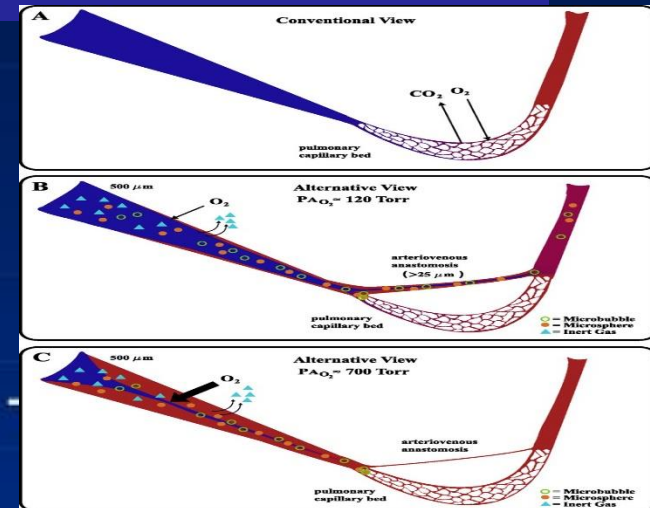 A
Conventional View
CO₂ O₂
pulmonary
capillary bed
B
500 μm
O₂
Alternative View
PAO₂= 120 Torr
arteriovenous
anastomosis
(>25 μm )
pulmonary
capillary bed
= Microbubble
= Microsphere
= Inert Gas
C
500 μm
O₂
Alternative View
PAO₂= 700 Torr
arteriovenous
anastomosis
pulmonary
capillary bed
= Microbubble
= Microsphere
= Inert Gas